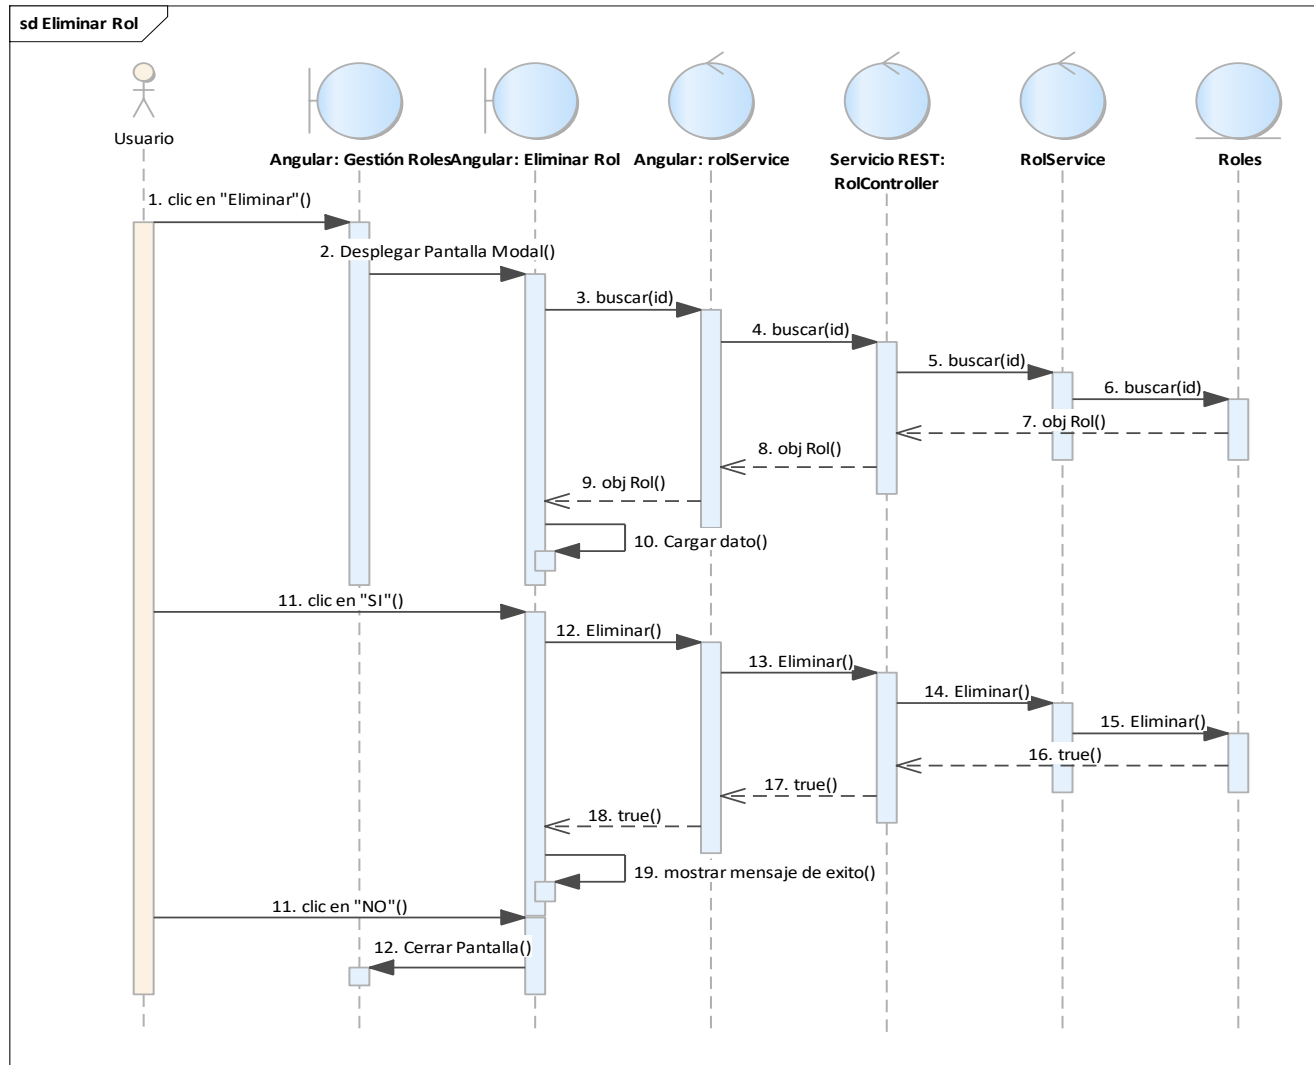 sd Eliminar Rol
Usuario
Angular: Gestión Roles
Angular: Eliminar Rol
Angular: rolService
Servicio REST:
RolController
RolService
Roles
1. clic en "Eliminar"()
2. Desplegar Pantalla Modal()
3. buscar(id)
4. buscar(id)
5. buscar(id)
6. buscar(id)
7. obj Rol()
8. obj Rol()
9. obj Rol()
10. Cargar dato()
11. clic en "SI"()
12. Eliminar()
13. Eliminar()
14. Eliminar()
15. Eliminar()
16. true()
17. true()
18. true()
19. mostrar mensaje de exito()
11. clic en "NO"()
12. Cerrar Pantalla()